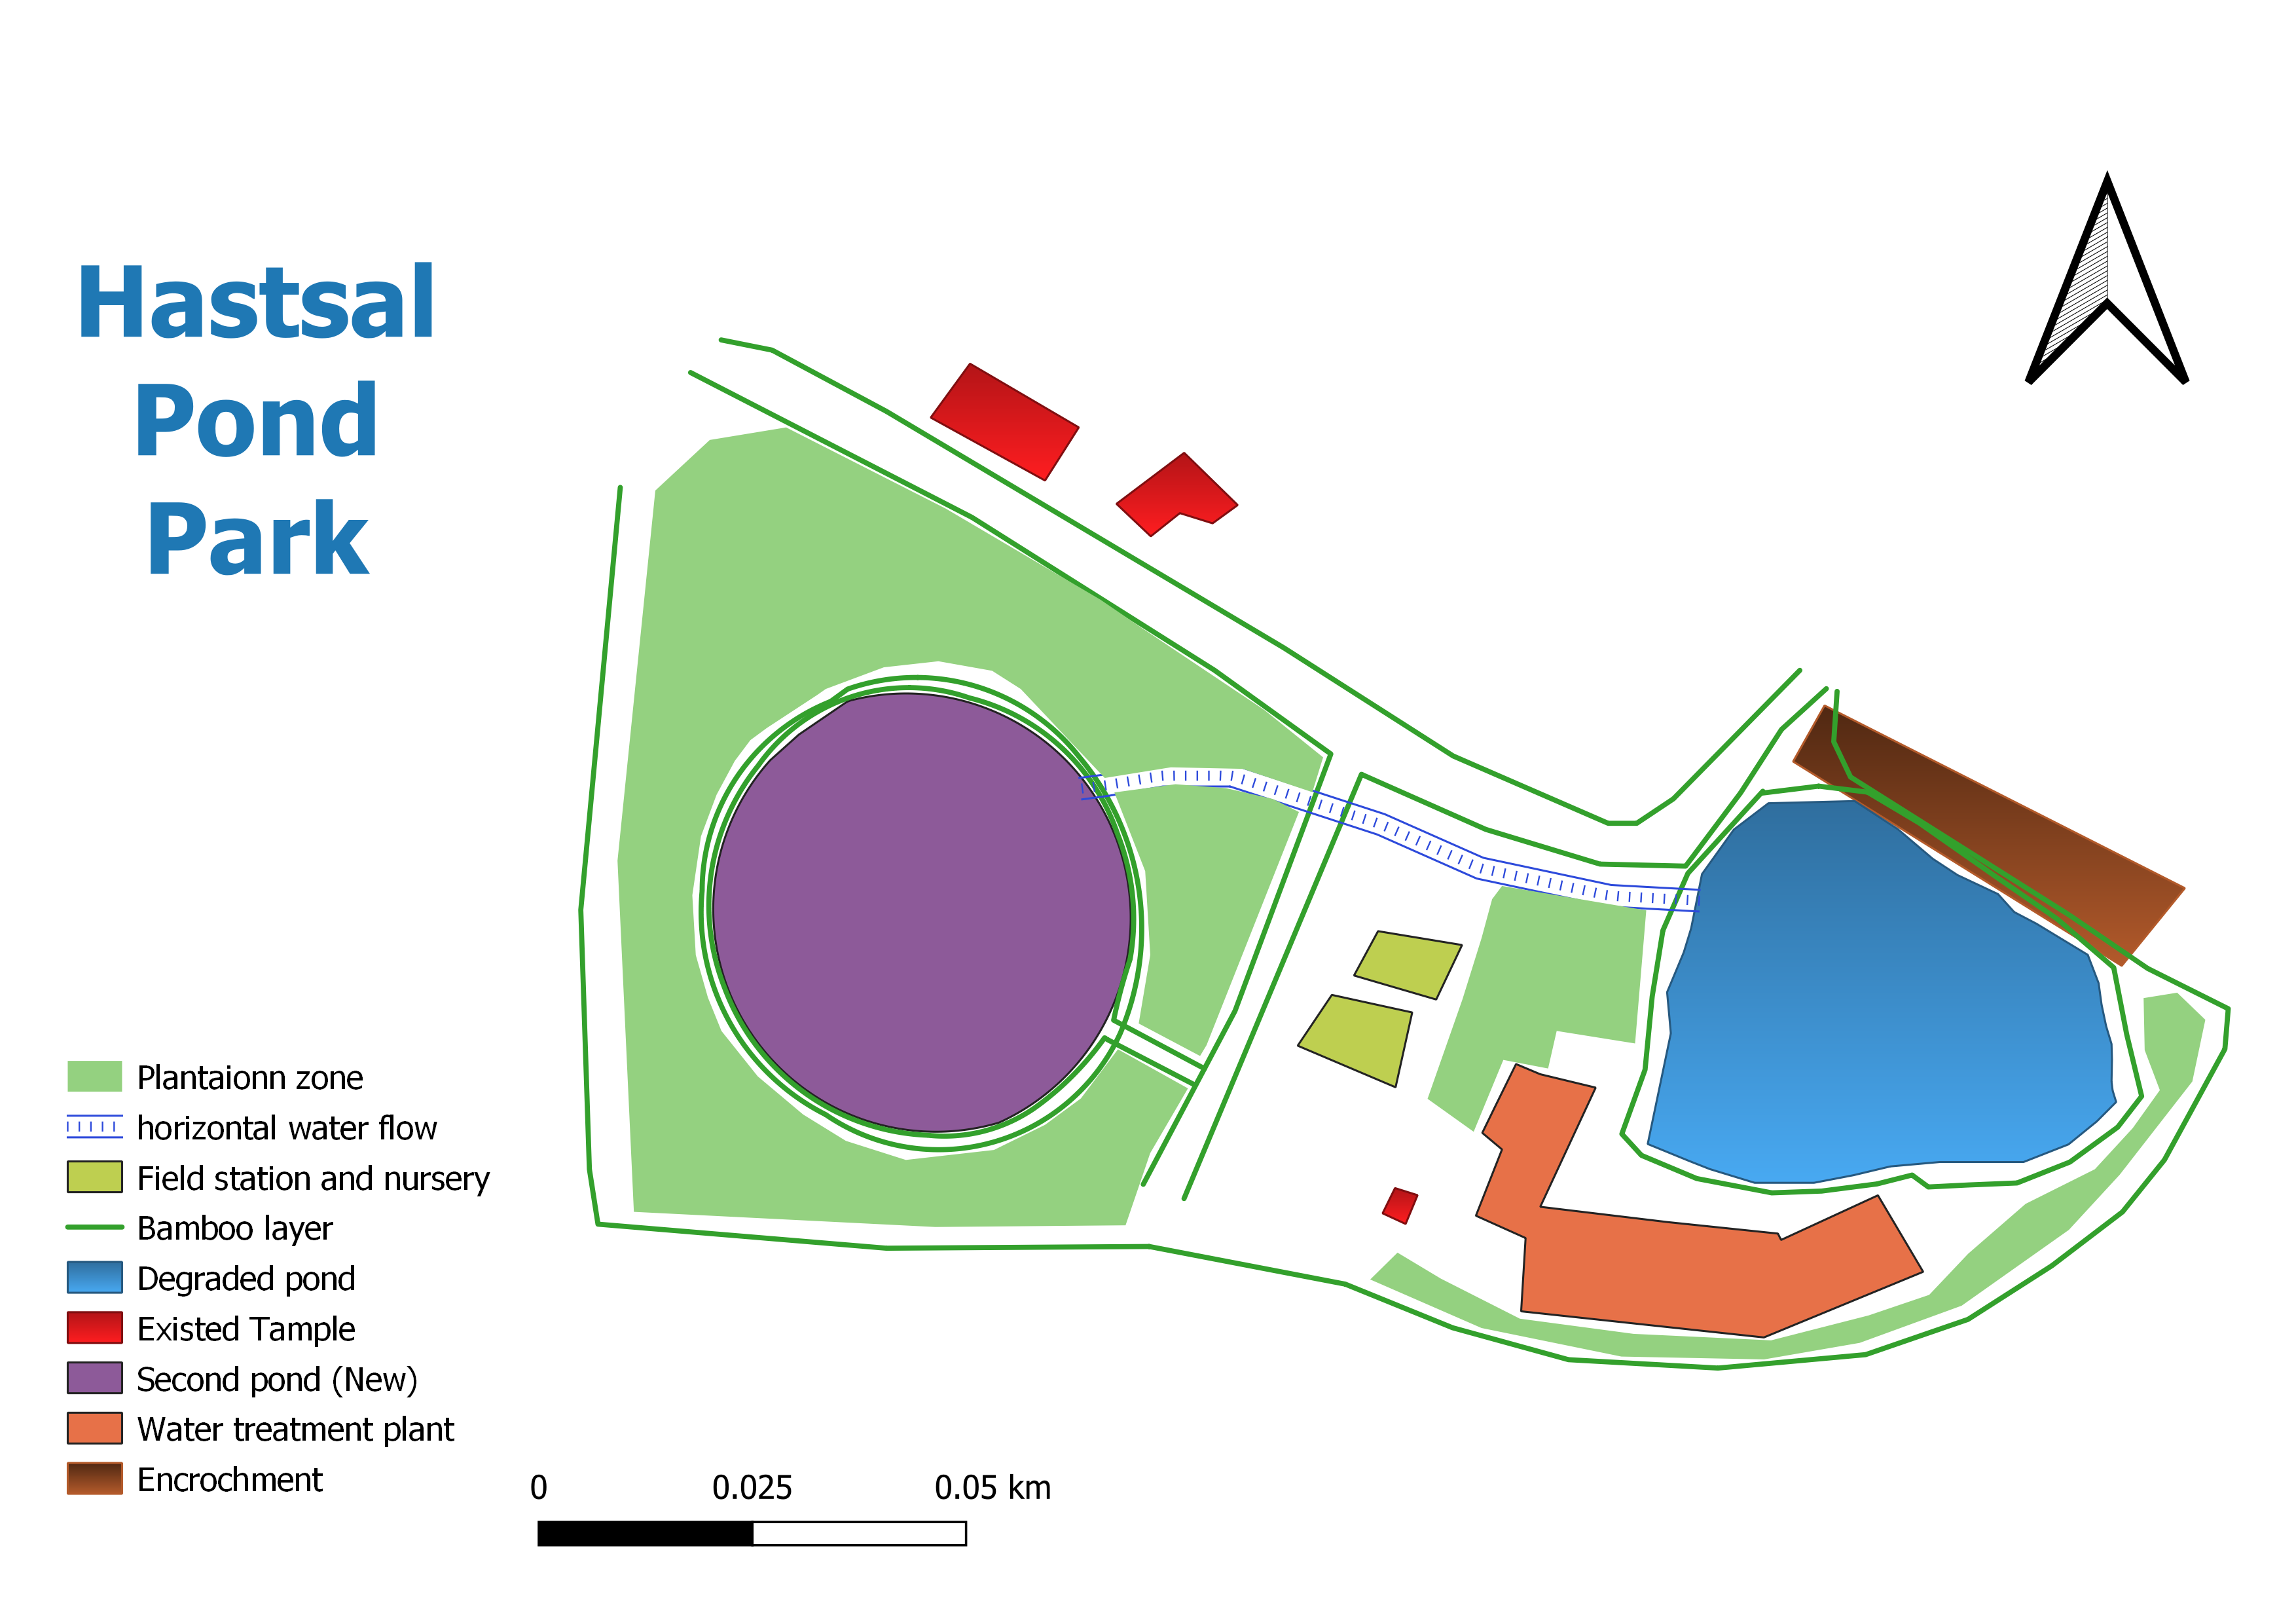 Hastsal
Pond
Park
Plantaionn zone
horizontal water flow
Field station and nursery
Bamboo layer
Degraded pond
Existed Tample
Second pond (New)
Water treatment plant
Encrochment
0 0.025 0.05 km